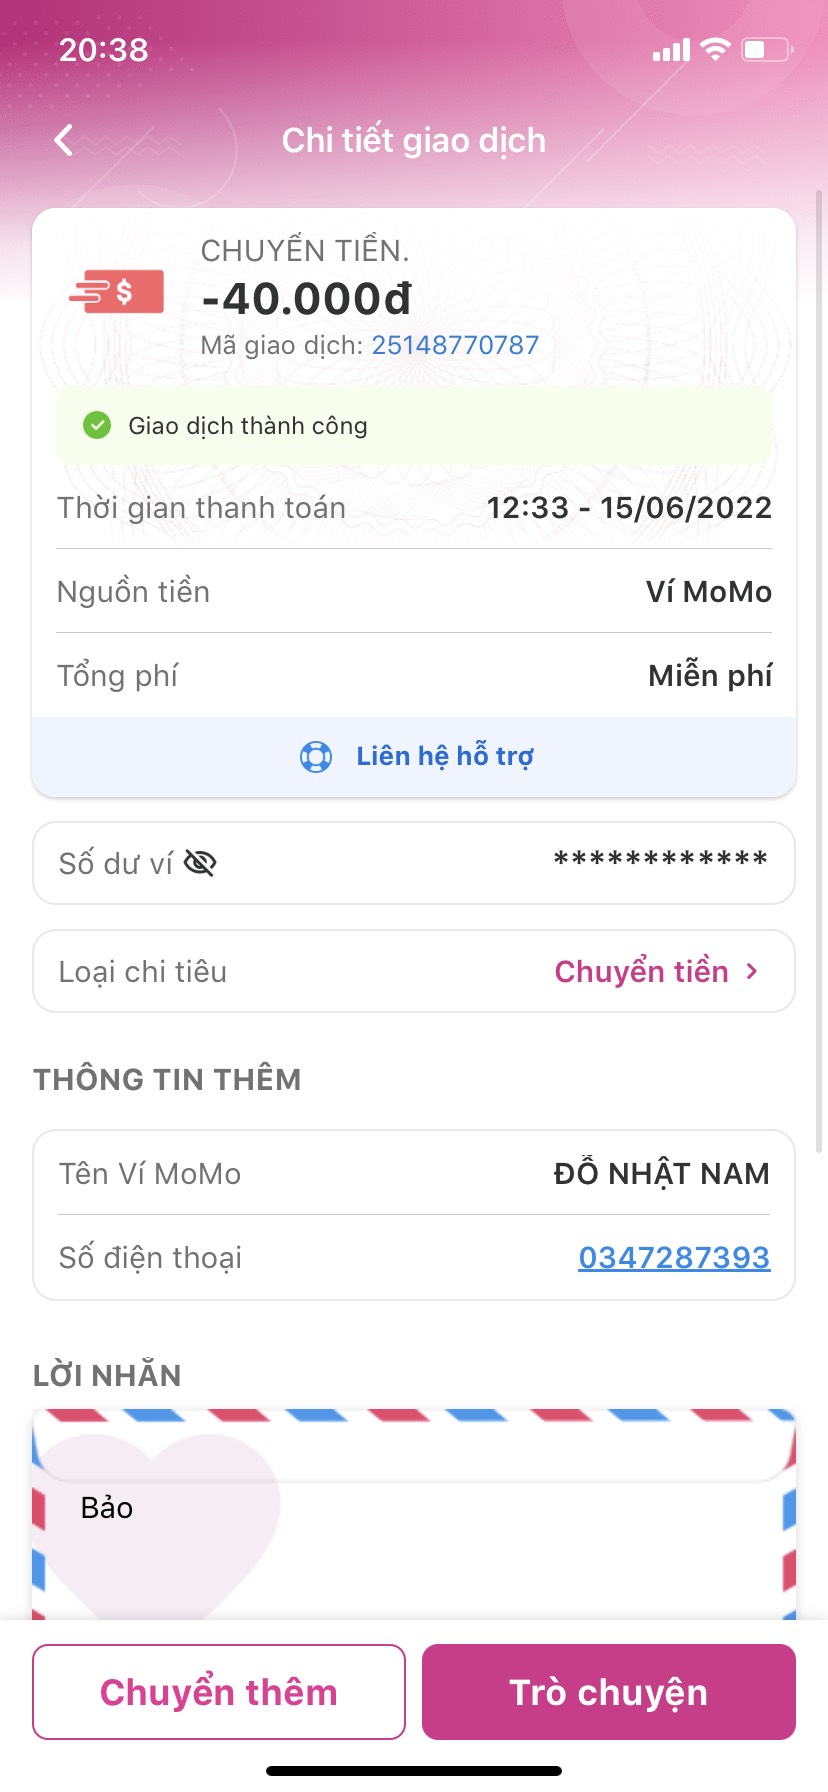 20:38
Chi tiết giao dịch
CHUYỂN TIỀN.
-40.000đ
Mã giao dịch: 25148770787
Giao dịch thành công
Thời gian thanh toán 12:33 - 15/06/2022
Nguồn tiền Ví MoMo
Tổng phí Miễn phí
Liên hệ hỗ trợ
Số dư ví ************
Loại chi tiêu Chuyển tiền
THÔNG TIN THÊM
Tên Ví MoMo ĐỖ NHẬT NAM
Số điện thoại 0347287393
LỜI NHẮN
Bảo
Chuyển thêm Trò chuyện